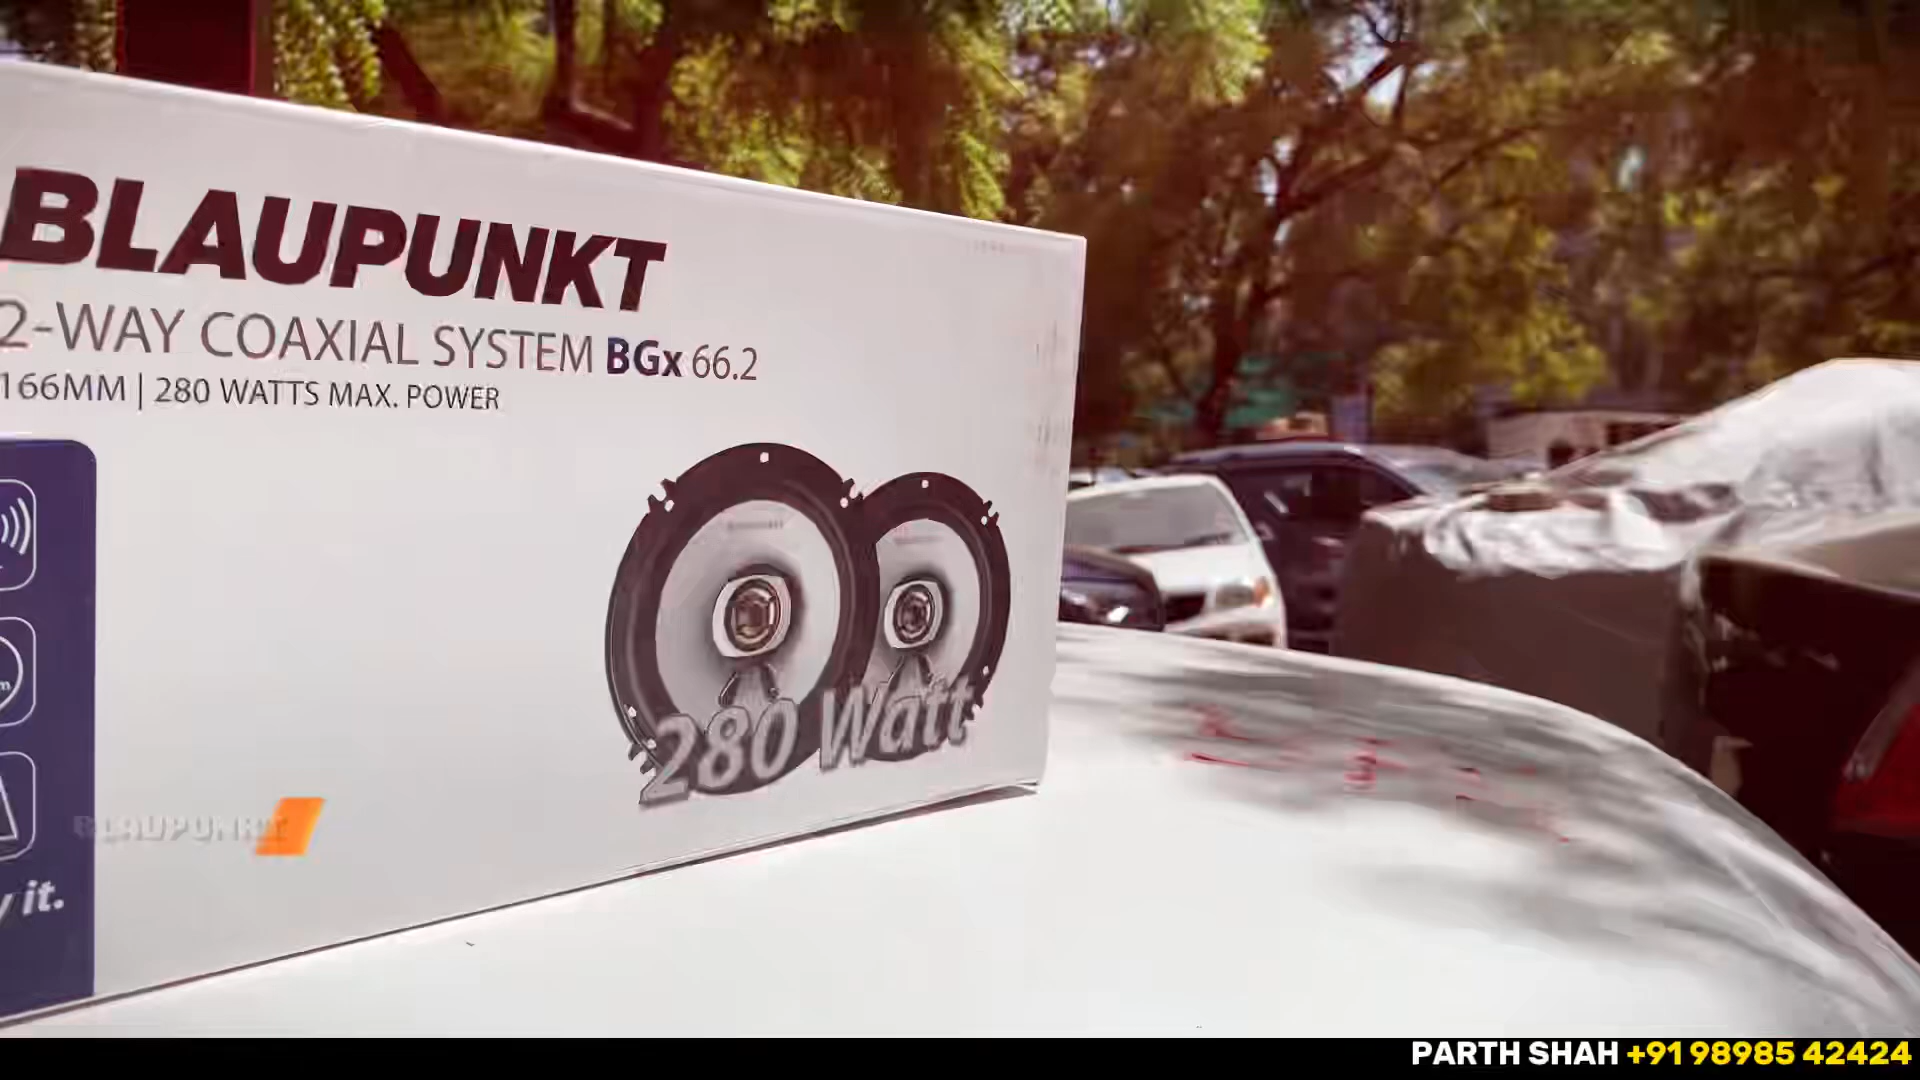 BLAUPUNKT
2-WAY COAXIAL SYSTEM BGx 66.2
166MM | 280 WATTS MAX. POWER
280 Watt
BLAUPUNKT
it.
PARTH SHAH +91 98985 42424